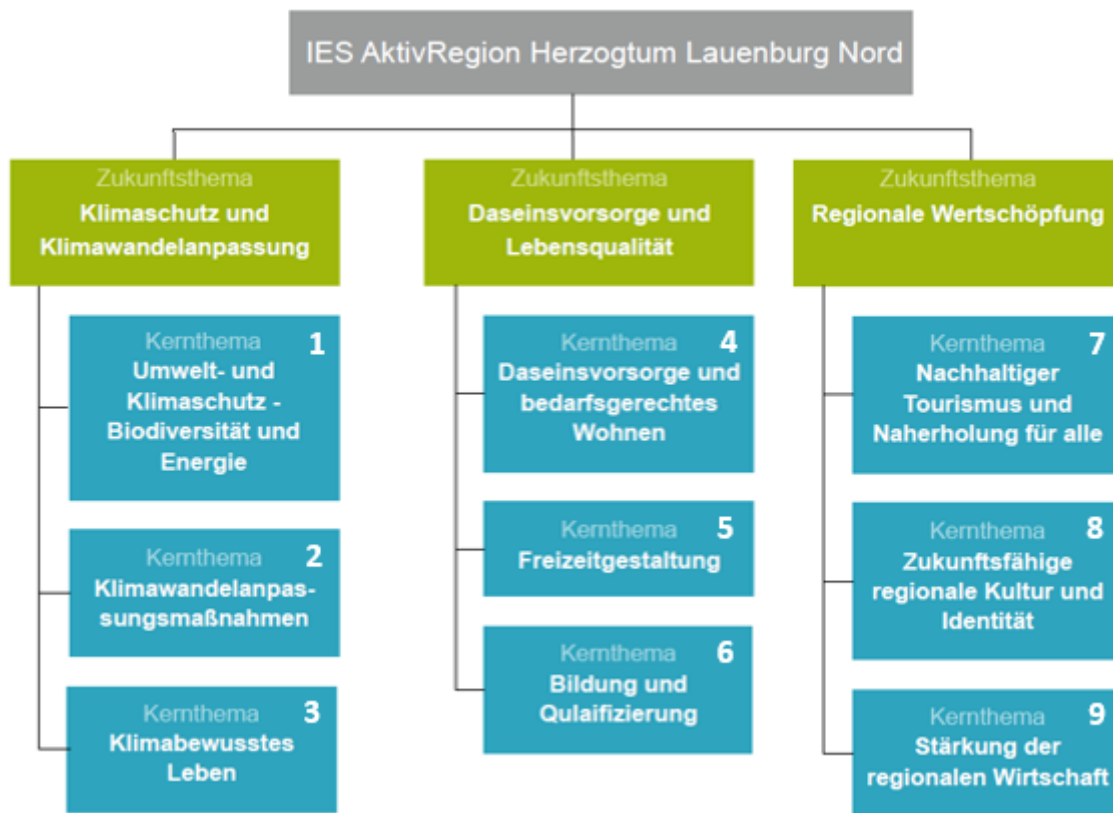 IES AktivRegion Herzogtum Lauenburg Nord
Zukunftsthema
Klimaschutz und
Klimawandelanpassung
Kernthema 1
Umwelt- und
Klimaschutz -
Biodiversität und
Energie
Kernthema 2
Klimawandelanpas-
sungsmaßnahmen
Kernthema 3
Klimabewusstes
Leben
Zukunftsthema
Daseinsvorsorge und
Lebensqualität
Kernthema 4
Daseinsvorsorge und
bedarfsgerechtes
Wohnen
Kernthema 5
Freizeitgestaltung
Kernthema 6
Bildung und
Qulaifizierung
Zukunftsthema
Regionale Wertschöpfung
Kernthema 7
Nachhaltiger
Tourismus und
Naherholung für alle
Kernthema 8
Zukunftsfähige
regionale Kultur und
Identität
Kernthema 9
Stärkung der
regionalen Wirtschaft